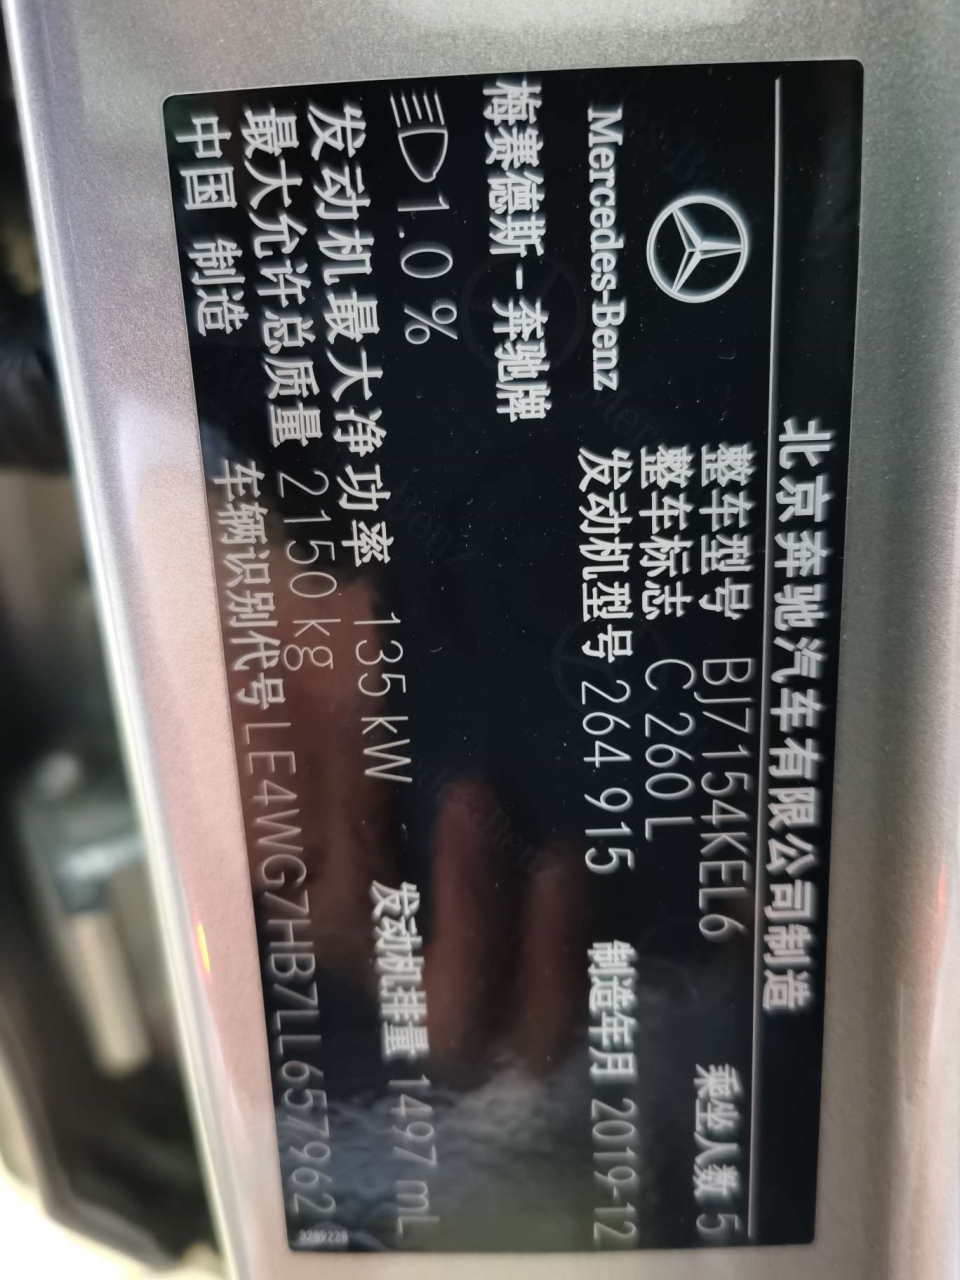 北京奔驰汽车有限公司制造
整车型号 BJ7154KEL6 乘坐人数 5
整车标志 C 260 L
Mercedes-Benz 发动机型号 264 915 制造年月 2019-12
梅赛德斯-奔驰牌
1.0 %
发动机最大净功率 135 kW 发动机排量 1497 mL
最大允许总质量 2150 kg
中国 制造 车辆识别代号 LE4WG7HB7LL657962